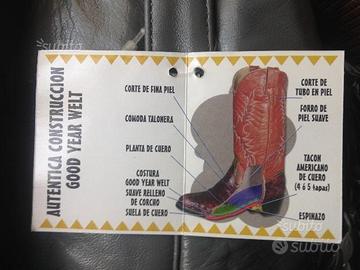 AUTENTICA CONSTRUCCION
GOOD YEAR WELT
CORTE DE FINA PIEL
COMODA TALONERA
PLANTA DE CUERO
COSTURA
GOOD YEAR WELT
SUAVE RELLENO
DE CORCHO
SUELA DE CUERO
CORTE DE
TUBO EN PIEL
FORRO DE
PIEL SUAVE
TACON
AMERICANO
DE CUERO
(4 ó 5 tapas)
ESPINAZO
subito
subito